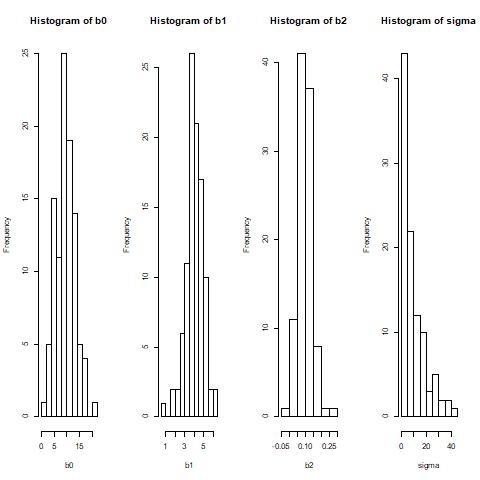 Histogram of b0
Histogram of b1
Histogram of b2
Histogram of sigma
Frequency
0
5
10
15
20
25
0 5 15
b0
Frequency
0
5
10
15
20
25
1 3 5
b1
Frequency
0
10
20
30
40
-0.05 0.10 0.25
b2
Frequency
0
10
20
30
40
0 20 40
sigma